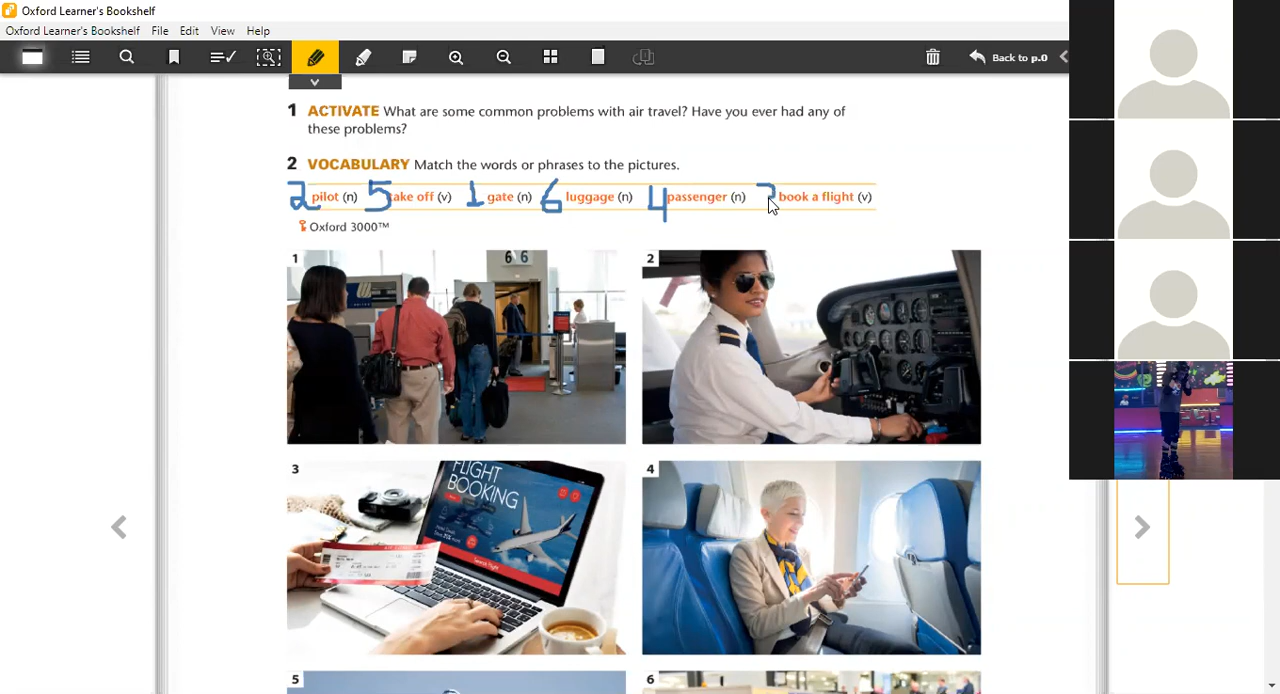 Oxford Learner's Bookshelf
Oxford Learner's Bookshelf File Edit View Help
Back to p.0
1 ACTIVATE What are some common problems with air travel? Have you ever had any of
these problems?
2 VOCABULARY Match the words or phrases to the pictures.
2 pilot (n) 5 take off (v) 1 gate (n) 6 luggage (n) 4 passenger (n) book a flight (v)
Oxford 3000™
1
6 6
2
3
FLIGHT
BOOKING
4
5
6